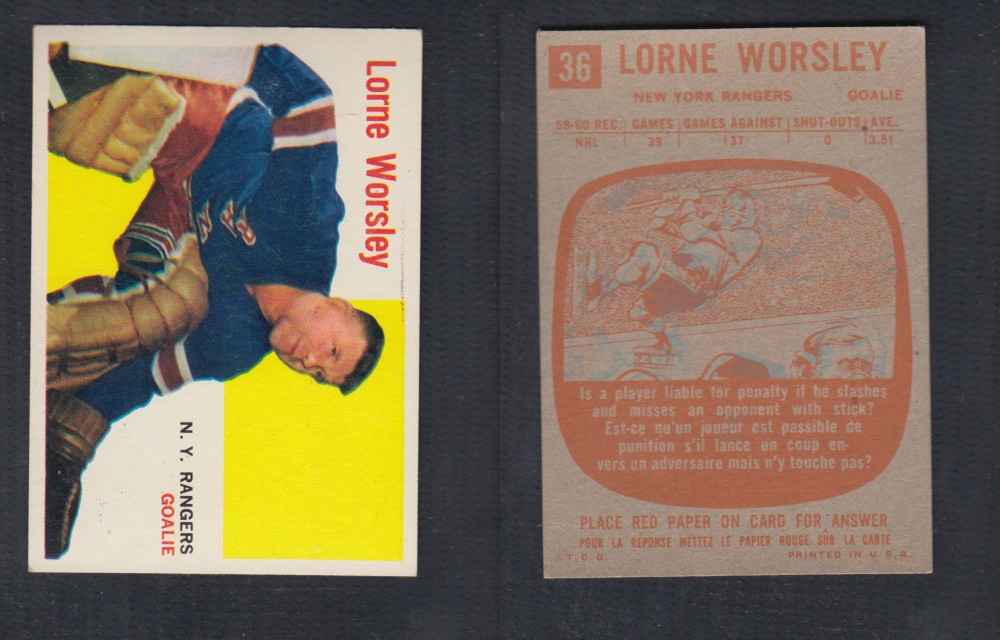 Lorne Worsley
N. Y. RANGERS
GOALIE
36 LORNE WORSLEY
NEW YORK RANGERS GOALIE
59-60 REC. GAMES GAMES AGAINST SHUT-OUTS AVE.
NHL 39 137 0 3.51
Is a player liable for penalty if he slashes
and misses an opponent with stick?
Est-ce qu'un joueur est passible de
punition s'il lance un coup en-
vers un adversaire mais n'y touche pas?
PLACE RED PAPER ON CARD FOR ANSWER
POUR LA RÉPONSE METTEZ LE PAPIER ROUGE SUR LA CARTE
©T.C.G. PRINTED IN U.S.A.